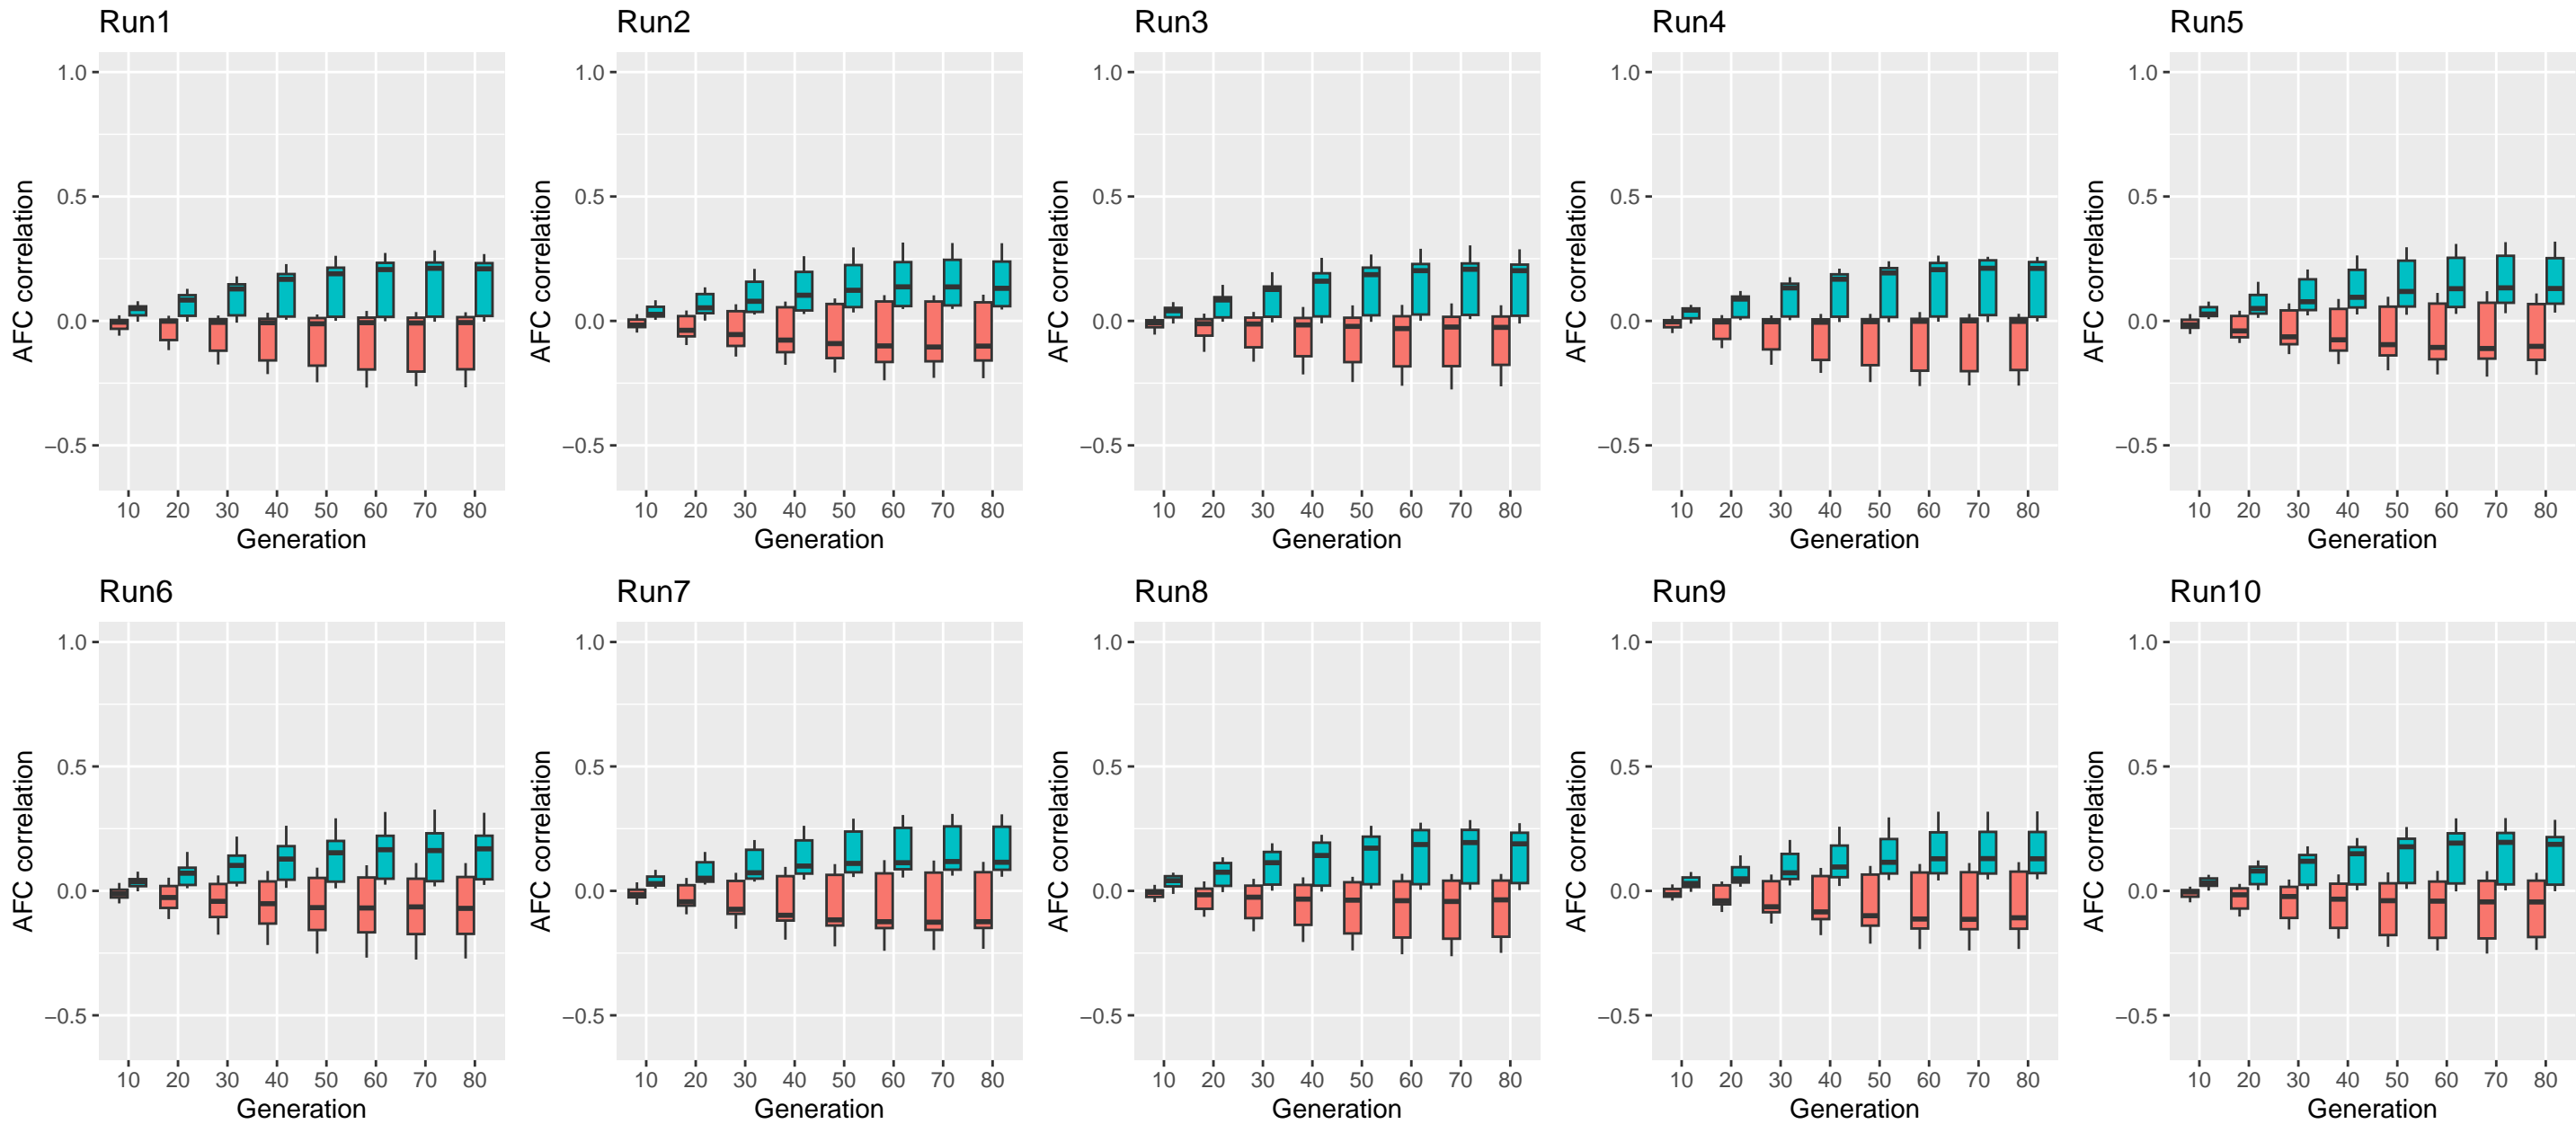 Run1 Run2 Run3 Run4 Run5
1.0 1.0 1.0 1.0 1.0
0.5 0.5 0.5 0.5 0.5
0.0 0.0 0.0 0.0 0.0
−0.5 −0.5 −0.5 −0.5 −0.5
AFC correlation AFC correlation AFC correlation AFC correlation AFC correlation
10 20 30 40 50 60 70 80 10 20 30 40 50 60 70 80 10 20 30 40 50 60 70 80 10 20 30 40 50 60 70 80 10 20 30 40 50 60 70 80
Generation Generation Generation Generation Generation
Run6 Run7 Run8 Run9 Run10
1.0 1.0 1.0 1.0 1.0
0.5 0.5 0.5 0.5 0.5
0.0 0.0 0.0 0.0 0.0
−0.5 −0.5 −0.5 −0.5 −0.5
AFC correlation AFC correlation AFC correlation AFC correlation AFC correlation
10 20 30 40 50 60 70 80 10 20 30 40 50 60 70 80 10 20 30 40 50 60 70 80 10 20 30 40 50 60 70 80 10 20 30 40 50 60 70 80
Generation Generation Generation Generation Generation